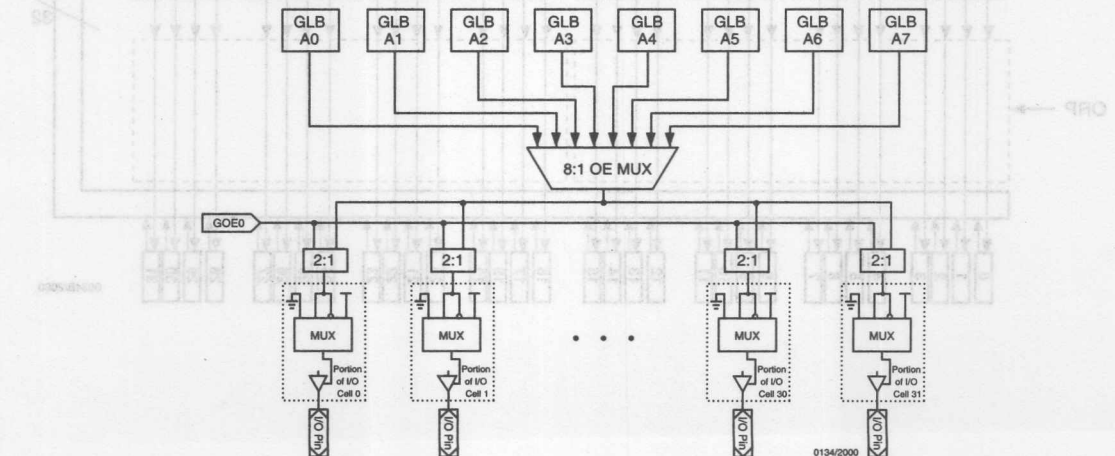 GLB
A0
GLB
A1
GLB
A2
GLB
A3
GLB
A4
GLB
A5
GLB
A6
GLB
A7
ORP
32
8:1 OE MUX
GOE0
2:1
2:1
2:1
2:1
MUX
MUX
MUX
MUX
• • •
Portion
of I/O
Cell 0
Portion
of I/O
Cell 1
Portion
of I/O
Cell 30
Portion
of I/O
Cell 31
I/O Pin
I/O Pin
I/O Pin
I/O Pin
0134/2000